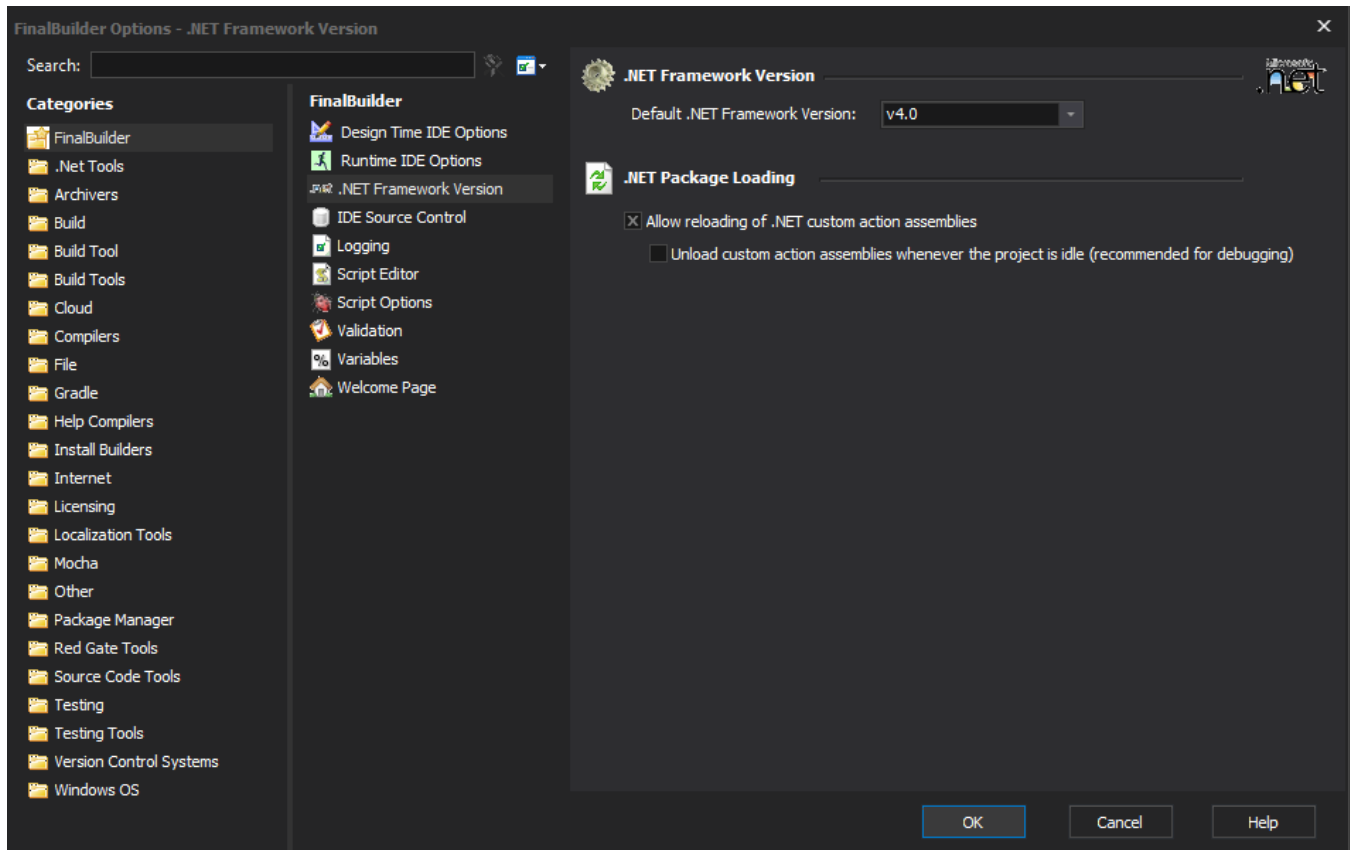 FinalBuilder Options - .NET Framework Version
Search:
Categories
FinalBuilder
.Net Tools
Archivers
Build
Build Tool
Build Tools
Cloud
Compilers
File
Gradle
Help Compilers
Install Builders
Internet
Licensing
Localization Tools
Mocha
Other
Package Manager
Red Gate Tools
Source Code Tools
Testing
Testing Tools
Version Control Systems
Windows OS
FinalBuilder
Design Time IDE Options
Runtime IDE Options
.NET Framework Version
IDE Source Control
Logging
Script Editor
Script Options
Validation
Variables
Welcome Page
.NET Framework Version
.net
Default .NET Framework Version: v4.0
.NET Package Loading
Allow reloading of .NET custom action assemblies
Unload custom action assemblies whenever the project is idle (recommended for debugging)
OK Cancel Help